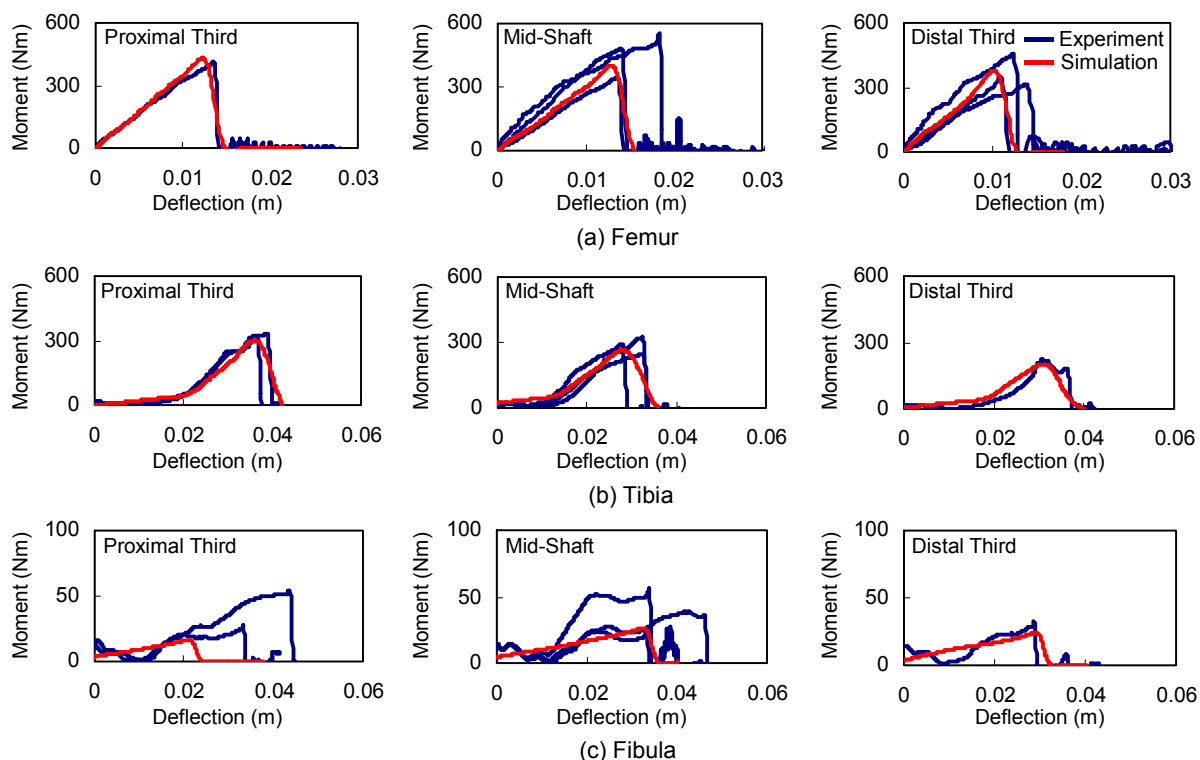 600
300
0
Moment (Nm)
Proximal Third
0 0.01 0.02 0.03
Deflection (m)
600
300
0
Moment (Nm)
Mid-Shaft
0 0.01 0.02 0.03
Deflection (m)
600
300
0
Moment (Nm)
Distal Third
Experiment
Simulation
0 0.01 0.02 0.03
Deflection (m)
(a) Femur
600
300
0
Moment (Nm)
Proximal Third
0 0.02 0.04 0.06
Deflection (m)
600
300
0
Moment (Nm)
Mid-Shaft
0 0.02 0.04 0.06
Deflection (m)
600
300
0
Moment (Nm)
Distal Third
0 0.02 0.04 0.06
Deflection (m)
(b) Tibia
100
50
0
Moment (Nm)
Proximal Third
0 0.02 0.04 0.06
Deflection (m)
100
50
0
Moment (Nm)
Mid-Shaft
0 0.02 0.04 0.06
Deflection (m)
100
50
0
Moment (Nm)
Distal Third
0 0.02 0.04 0.06
Deflection (m)
(c) Fibula